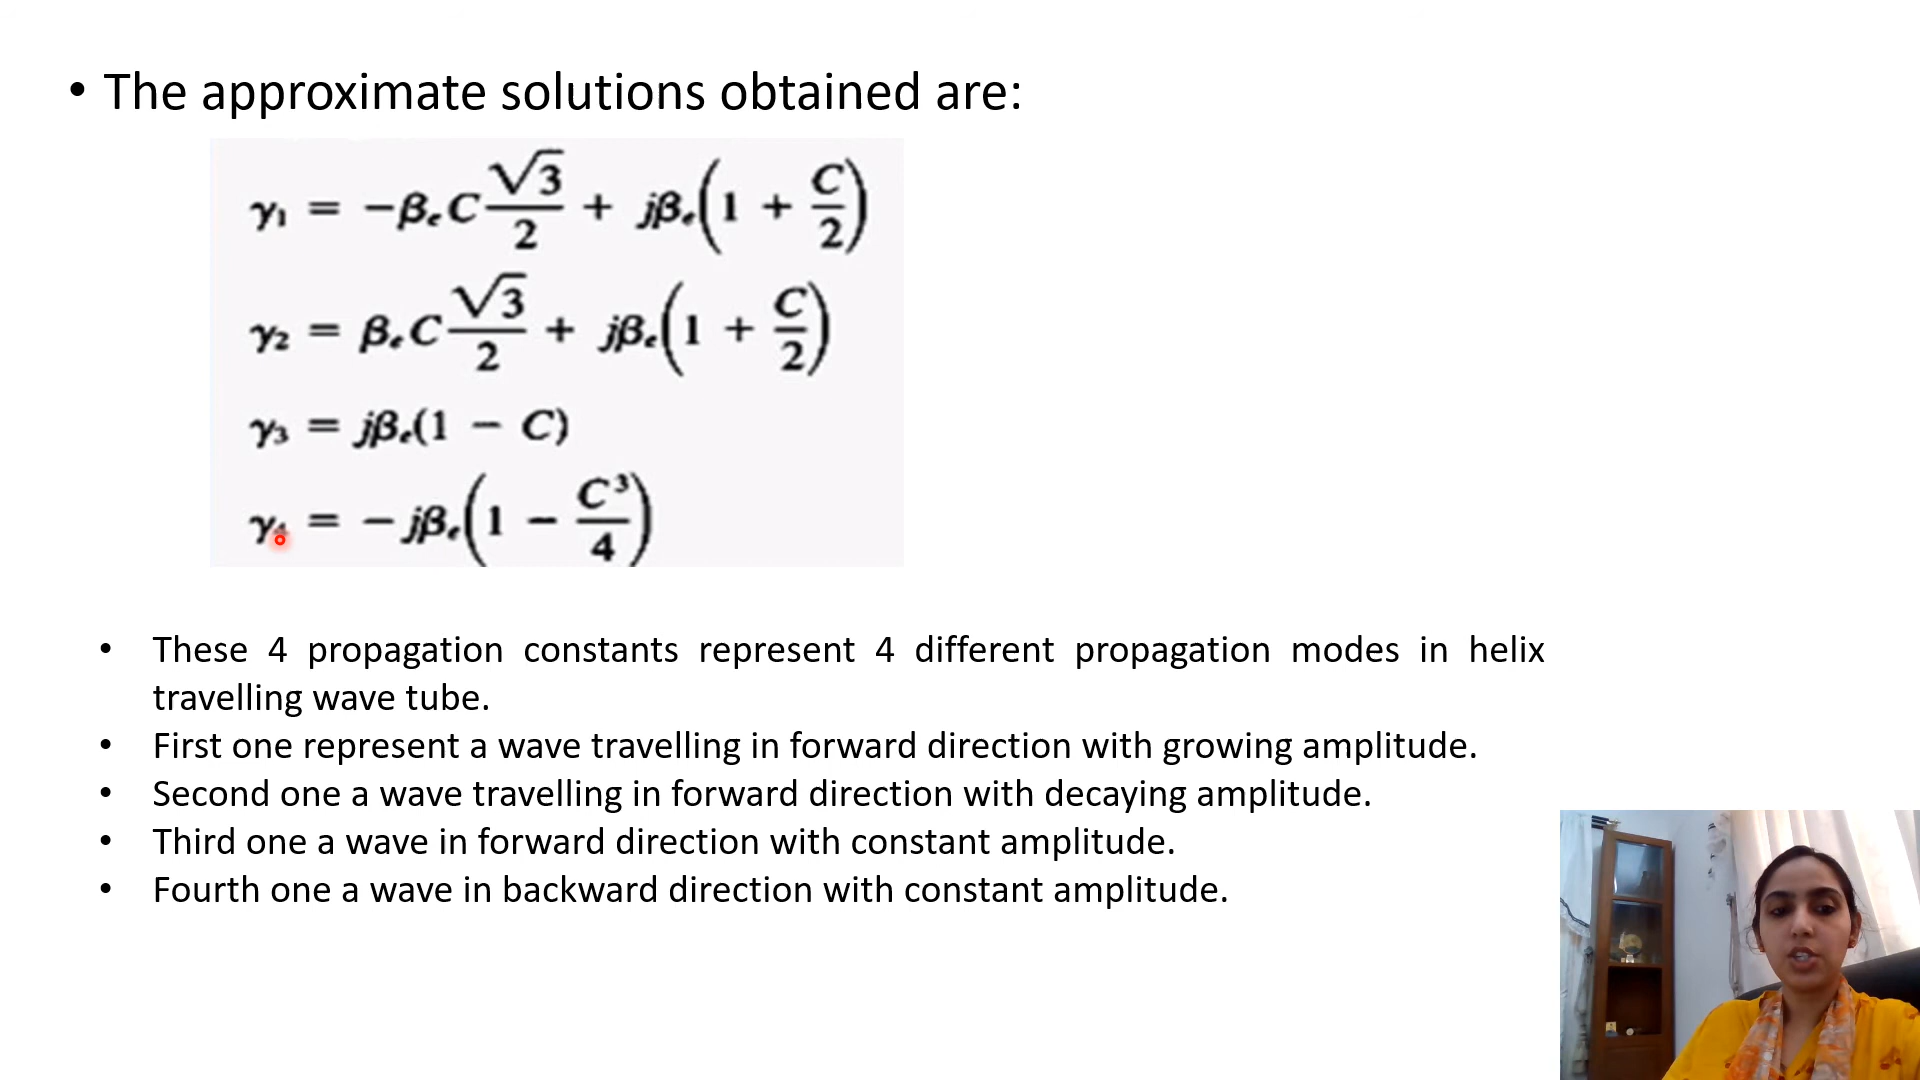 • The approximate solutions obtained are:
γ₁ = −βₑC √3/2 + jβₑ(1 + C/2)
γ₂ = βₑC √3/2 + jβₑ(1 + C/2)
γ₃ = jβₑ(1 − C)
γ₄ = −jβₑ(1 − C³/4)
• These 4 propagation constants represent 4 different propagation modes in helix
travelling wave tube.
• First one represent a wave travelling in forward direction with growing amplitude.
• Second one a wave travelling in forward direction with decaying amplitude.
• Third one a wave in forward direction with constant amplitude.
• Fourth one a wave in backward direction with constant amplitude.